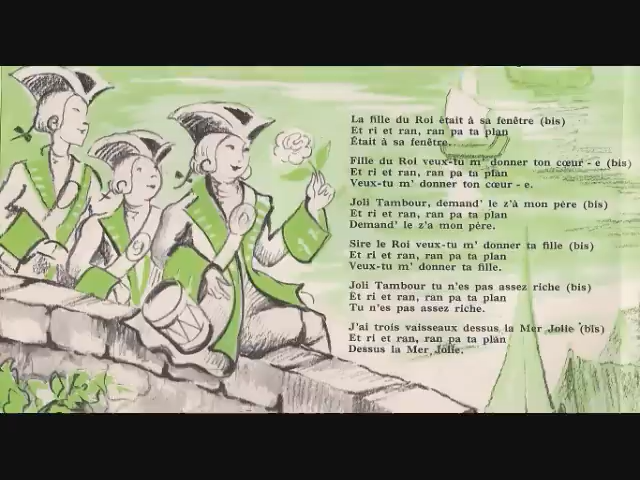 La fille du Roi était à sa fenêtre (bis)
Et ri et ran, ran pa ta plan
Était à sa fenêtre.
Fille du Roi veux-tu m' donner ton cœur - e (bis)
Et ri et ran, ran pa ta plan
Veux-tu m' donner ton cœur - e.
Joli Tambour, demand' le z'à mon père (bis)
Et ri et ran, ran pa ta plan
Demand' le z'a mon père.
Sire le Roi veux-tu m' donner ta fille (bis)
Et ri et ran, ran pa ta plan
Veux-tu m' donner ta fille.
Joli Tambour tu n'es pas assez riche (bis)
Et ri et ran, ran pa ta plan
Tu n'es pas assez riche.
J'ai trois vaisseaux dessus la Mer Jolie (bis)
Et ri et ran, ran pa ta plan
Dessus la Mer Jolie.